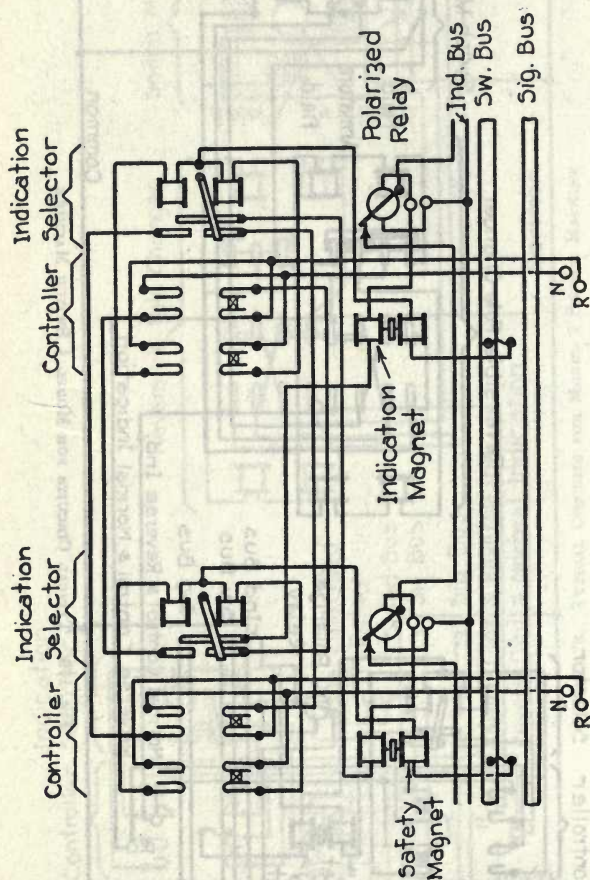 Controller
Indication
Selector
Controller
Indication
Selector
Polarized
Relay
Ind. Bus
Sw. Bus
Sig. Bus
Indication
Magnet
Safety
Magnet
N
R
N
R